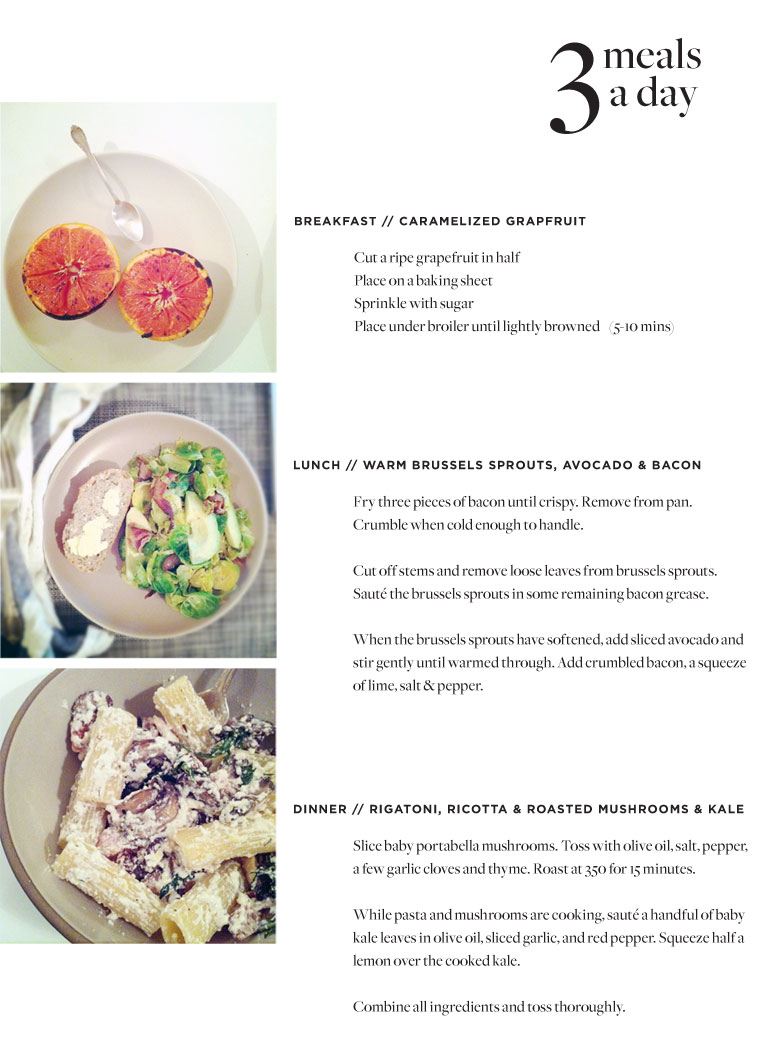 3 meals
a day
BREAKFAST // CARAMELIZED GRAPFRUIT
Cut a ripe grapefruit in half
Place on a baking sheet
Sprinkle with sugar
Place under broiler until lightly browned (5-10 mins)
LUNCH // WARM BRUSSELS SPROUTS, AVOCADO & BACON
Fry three pieces of bacon until crispy. Remove from pan.
Crumble when cold enough to handle.
Cut off stems and remove loose leaves from brussels sprouts.
Sauté the brussels sprouts in some remaining bacon grease.
When the brussels sprouts have softened, add sliced avocado and
stir gently until warmed through. Add crumbled bacon, a squeeze
of lime, salt & pepper.
DINNER // RIGATONI, RICOTTA & ROASTED MUSHROOMS & KALE
Slice baby portabella mushrooms. Toss with olive oil, salt, pepper,
a few garlic cloves and thyme. Roast at 350 for 15 minutes.
While pasta and mushrooms are cooking, sauté a handful of baby
kale leaves in olive oil, sliced garlic, and red pepper. Squeeze half a
lemon over the cooked kale.
Combine all ingredients and toss thoroughly.